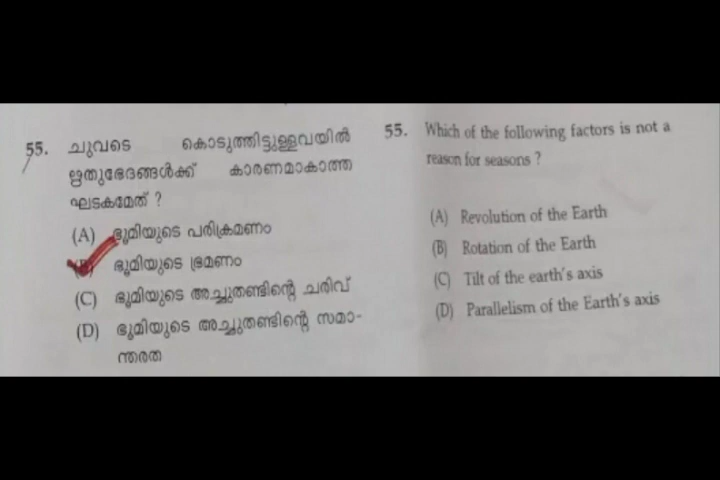 55. ചുവടെ കൊടുത്തിട്ടുള്ളവയിൽ
ഋതുഭേദങ്ങൾക്ക് കാരണമാകാത്ത
ഘടകമേത് ?
(A) ഭൂമിയുടെ പരിക്രമണം
(B) ഭൂമിയുടെ ഭ്രമണം
(C) ഭൂമിയുടെ അച്ചുതണ്ടിന്റെ ചരിവ്
(D) ഭൂമിയുടെ അച്ചുതണ്ടിന്റെ സമാ-
ന്തരത
55. Which of the following factors is not a
reason for seasons ?
(A) Revolution of the Earth
(B) Rotation of the Earth
(C) Tilt of the earth's axis
(D) Parallelism of the Earth's axis